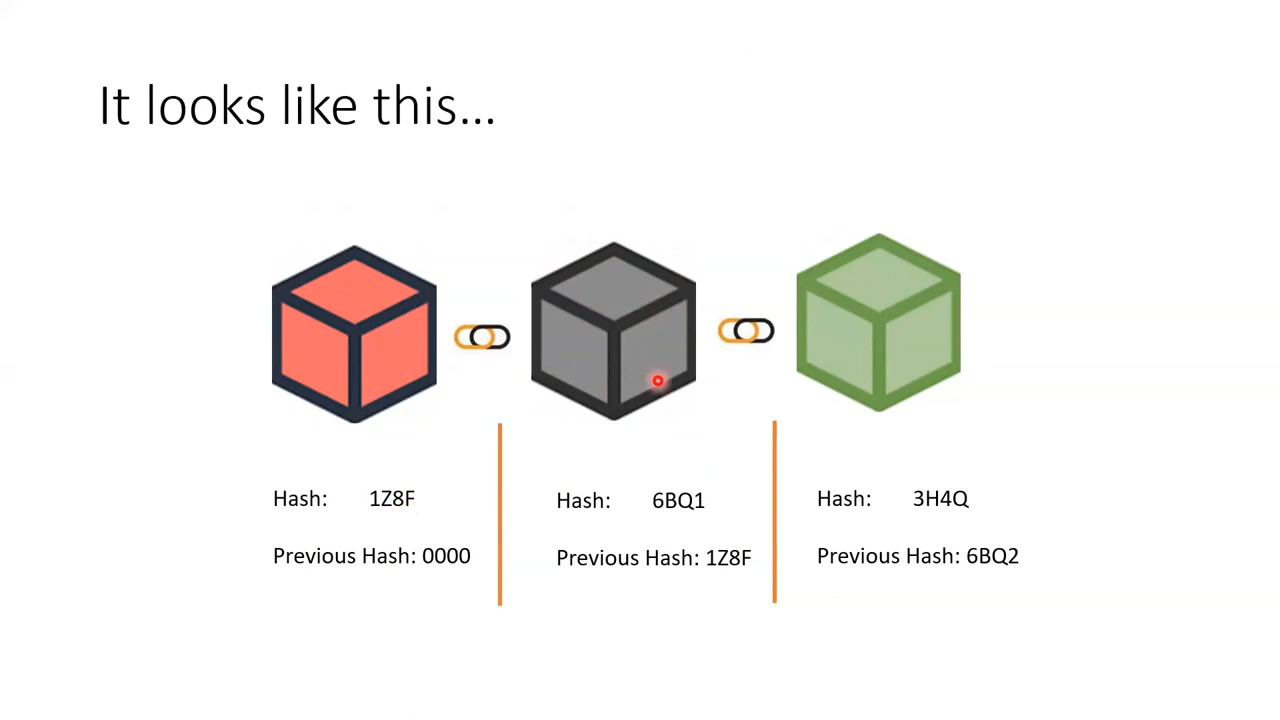 It looks like this...
Hash: 1Z8F
Previous Hash: 0000
Hash: 6BQ1
Previous Hash: 1Z8F
Hash: 3H4Q
Previous Hash: 6BQ2